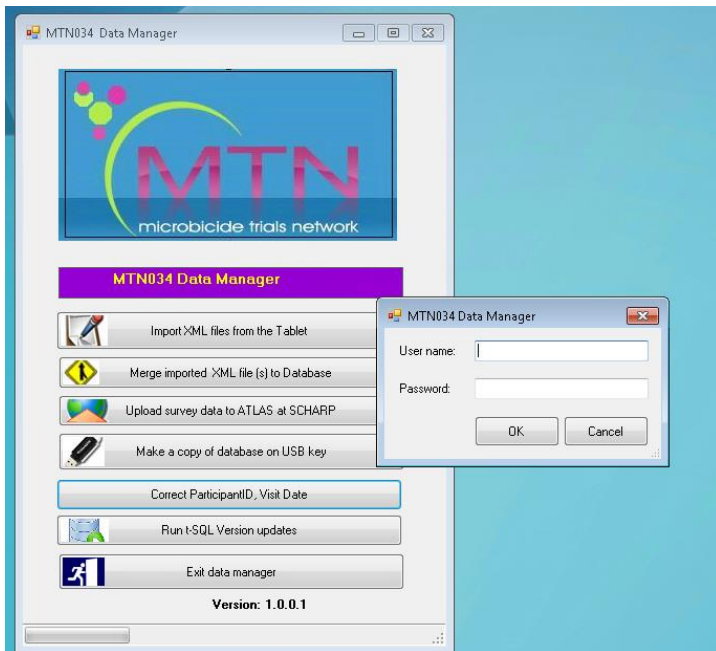 MTN034 Data Manager
MTN
microbicide trials network
MTN034 Data Manager
Import XML files from the Tablet
Merge imported XML file (s) to Database
Upload survey data to ATLAS at SCHARP
Make a copy of database on USB key
Correct ParticipantID, Visit Date
Run t-SQL Version updates
Exit data manager
Version: 1.0.0.1
MTN034 Data Manager
User name:
Password:
OK Cancel